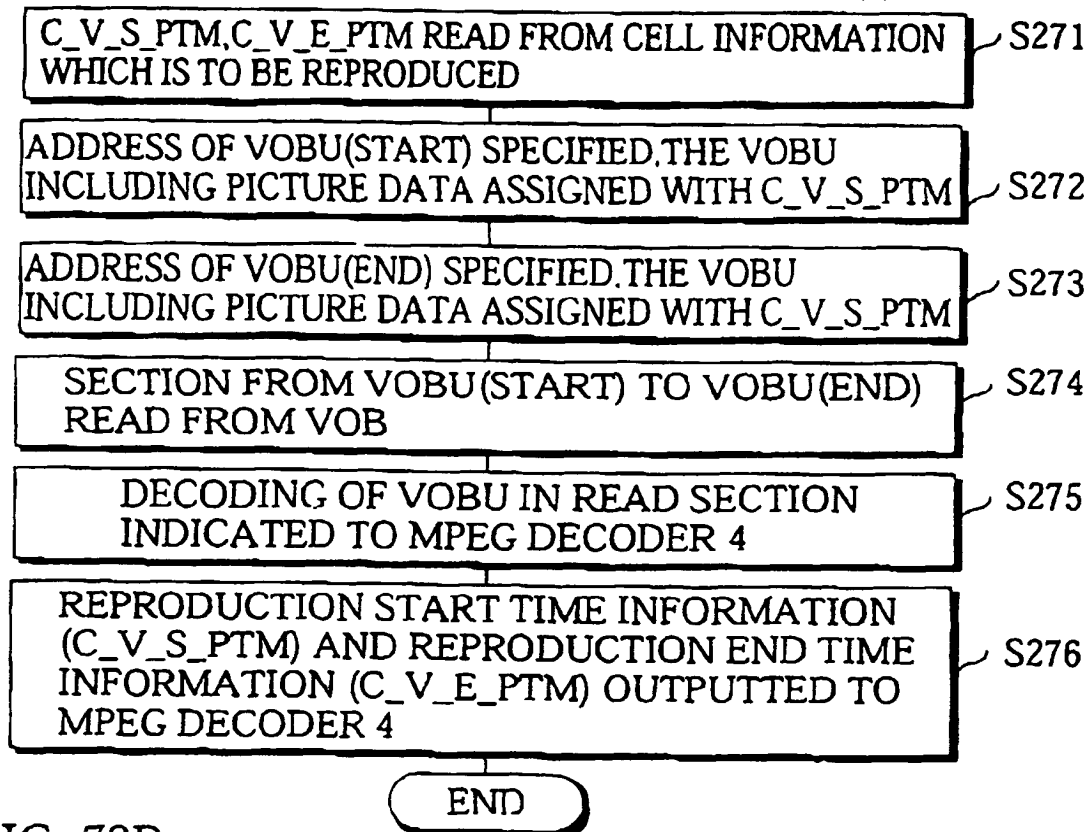 C_V_S_PTM,C_V_E_PTM READ FROM CELL INFORMATION
WHICH IS TO BE REPRODUCED
S271
ADDRESS OF VOBU(START) SPECIFIED.THE VOBU
INCLUDING PICTURE DATA ASSIGNED WITH C_V_S_PTM
S272
ADDRESS OF VOBU(END) SPECIFIED.THE VOBU
INCLUDING PICTURE DATA ASSIGNED WITH C_V_S_PTM
S273
SECTION FROM VOBU(START) TO VOBU(END)
READ FROM VOB
S274
DECODING OF VOBU IN READ SECTION
INDICATED TO MPEG DECODER 4
S275
REPRODUCTION START TIME INFORMATION
(C_V_S_PTM) AND REPRODUCTION END TIME
INFORMATION (C_V_E_PTM) OUTPUTTED TO
MPEG DECODER 4
S276
END